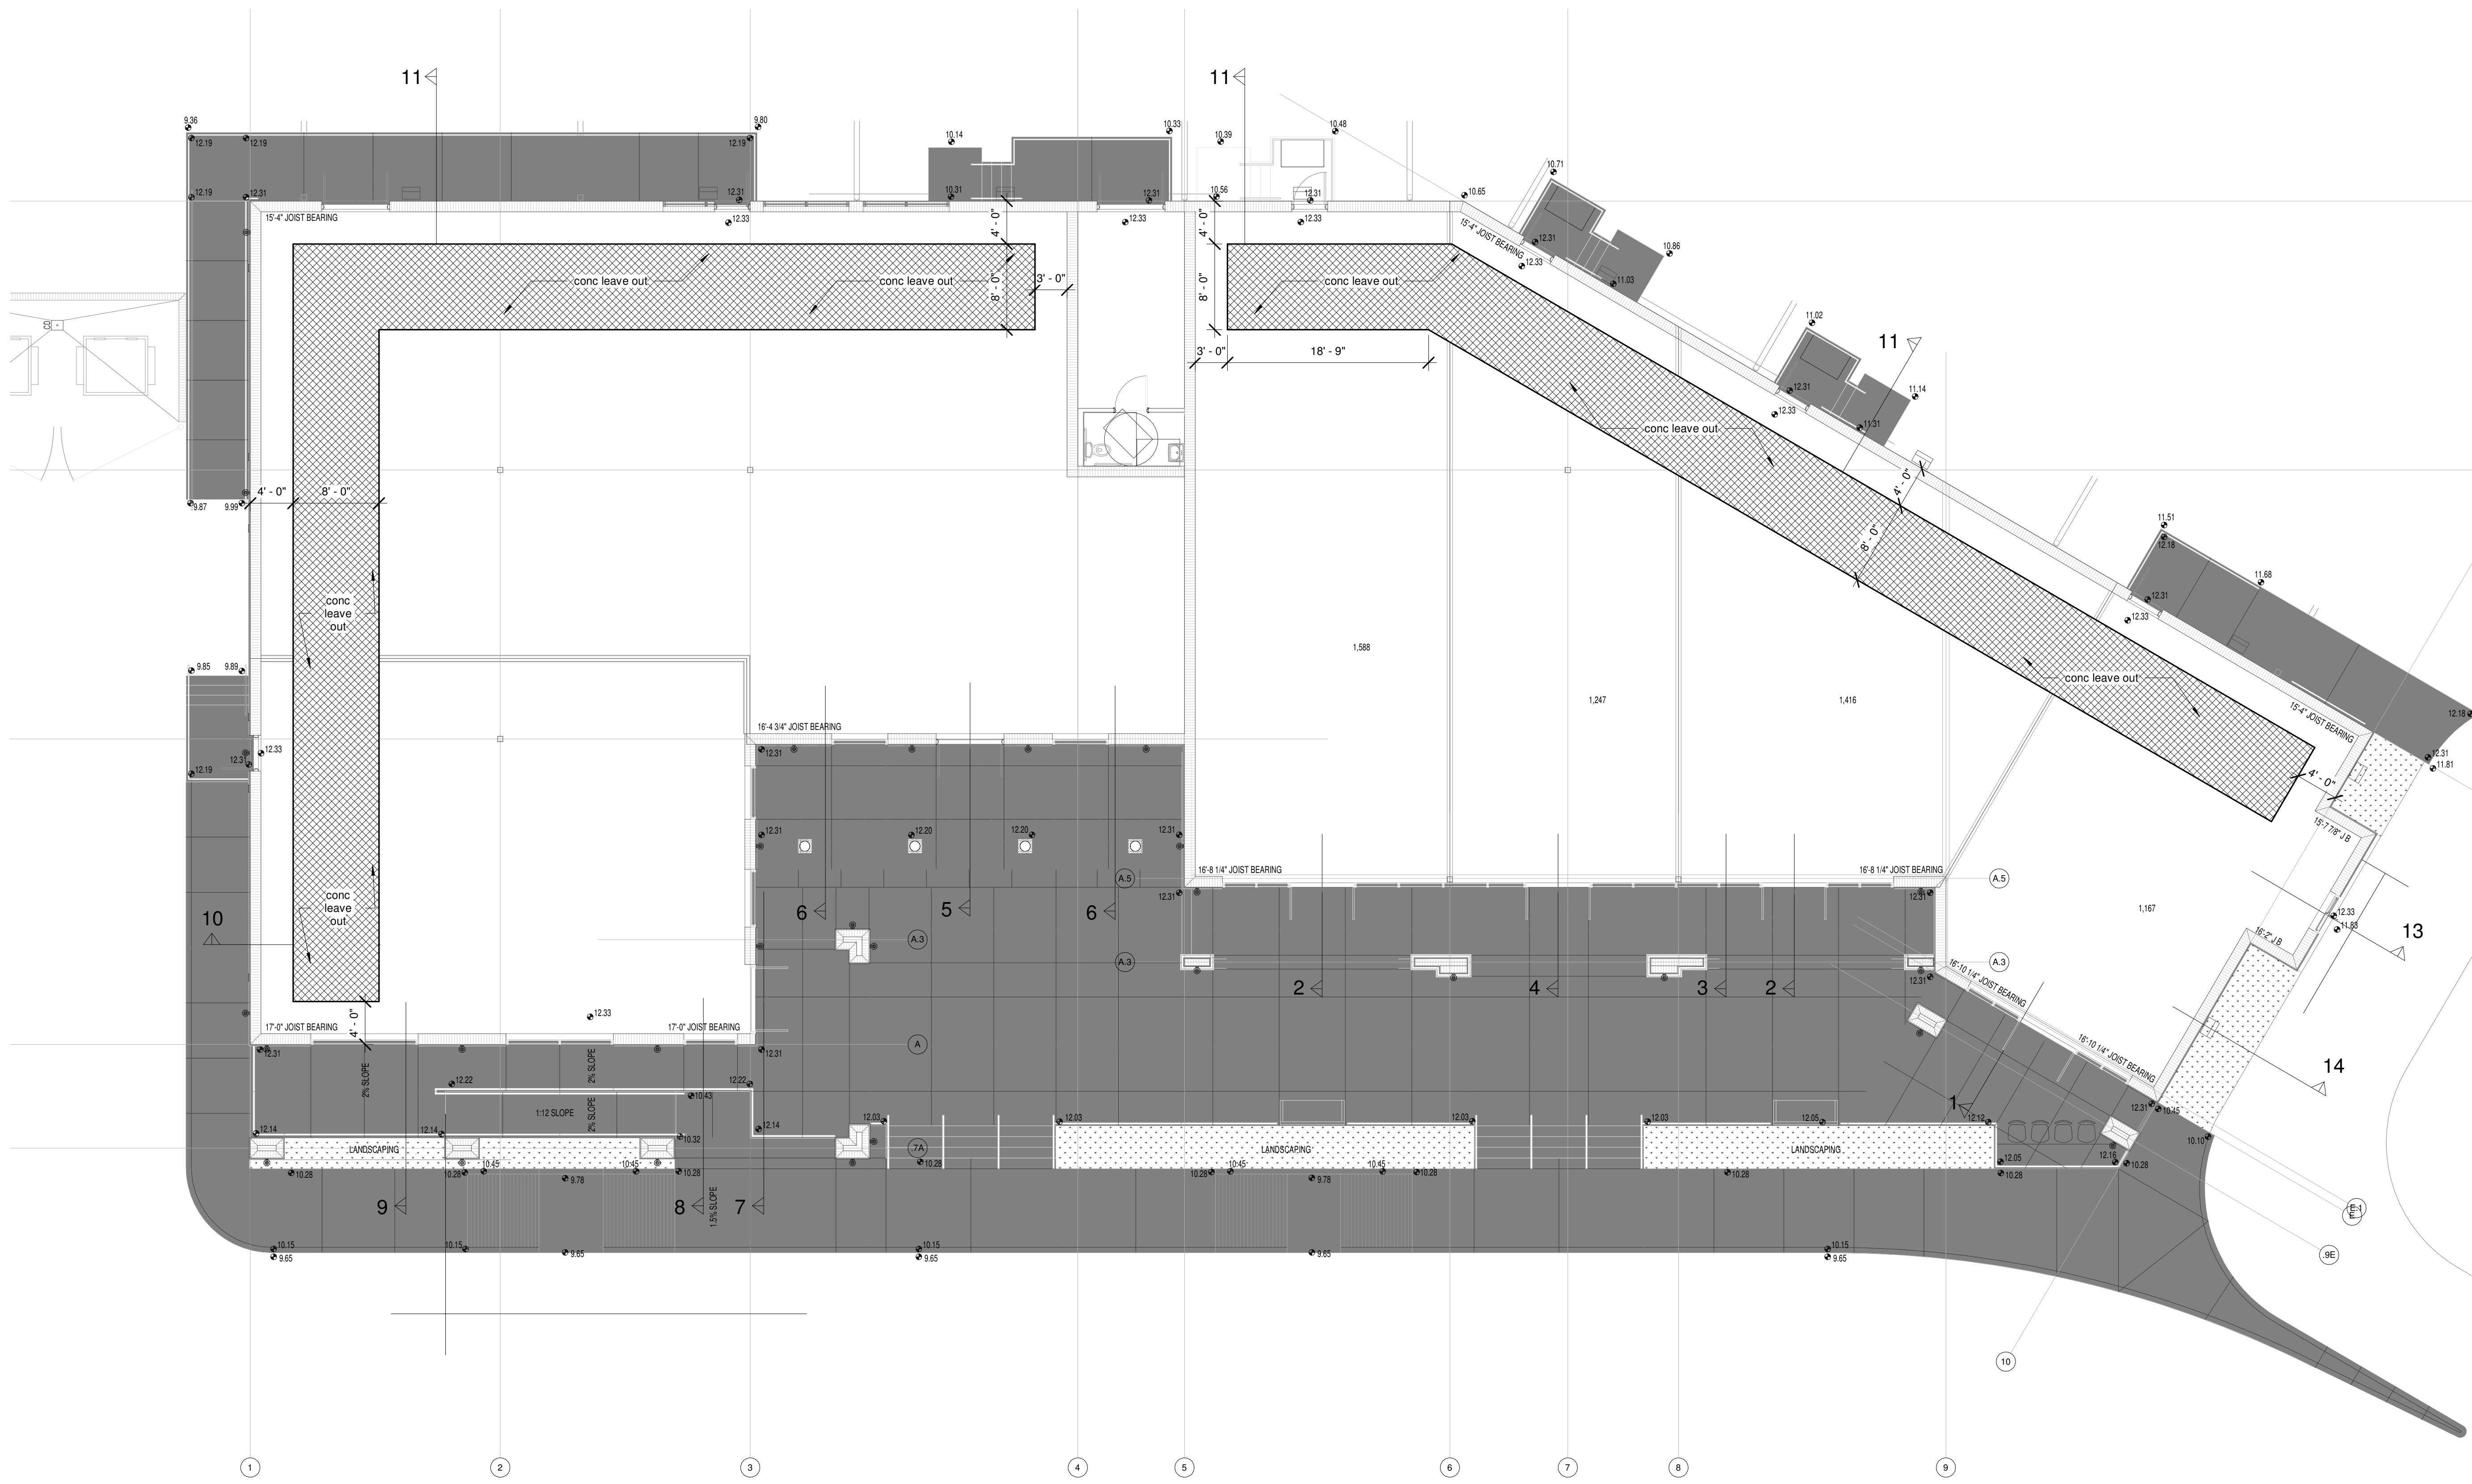 11
11
9.36
9.80
10.33
10.14
10.39
10.48
12.19
12.19
12.19
10.71
12.19
12.31
12.31
10.31
12.31
10.56
12.31
10.65
15'-4" JOIST BEARING
12.33
12.33
4' - 0"
4' - 0"
12.33
15'-4" JOIST BEARING
12.31
12.33
10.86
11.03
conc leave out
conc leave out
8' - 0"
3' - 0"
8' - 0"
conc leave out
11.02
11
3' - 0"
18' - 9"
12.31
11.14
12.33
11.31
conc leave out
4' - 0"
8' - 0"
4' - 0"
8' - 0"
9.87
9.99
11.51
12.18
11.68
12.31
12.33
conc
leave
out
1,588
9.85
9.89
conc leave out
1,247
1,416
15'-4" JOIST BEARING
12.18
16'-4 3/4" JOIST BEARING
12.33
12.31
12.19
12.31
12.31
11.81
4' - 0"
12.31
12.20
12.20
12.31
15'-7 7/8" J B
16'-8 1/4" JOIST BEARING
16'-8 1/4" JOIST BEARING
A.5
A.5
12.31
12.31
conc
leave
out
10
6
5
6
1,167
12.33
11.83
13
16'-2" J B
A.3
A.3
A.3
12.31
16'-10 1/4" JOIST BEARING
2
4
3
2
12.33
4' - 0"
17'-0" JOIST BEARING
17'-0" JOIST BEARING
12.31
12.31
A
16'-10 1/4" JOIST BEARING
14
2% SLOPE
2% SLOPE
12.22
12.22
10.43
1:12 SLOPE
2% SLOPE
1
12.31
10.45
12.14
12.14
10.32
12.14
12.03
12.03
12.03
12.03
12.05
12.12
10.10
LANDSCAPING
.7A
LANDSCAPING
LANDSCAPING
10.28
10.28
10.45
10.45
10.28
10.28
10.28
10.45
10.45
10.28
10.28
12.05
10.28
12.16
10.28
9.78
9.78
9
8
7
1.5% SLOPE
10.15
9.65
10.15
9.65
10.15
9.65
9.65
10.15
9.65
.9E
10
1
2
3
4
5
6
7
8
9